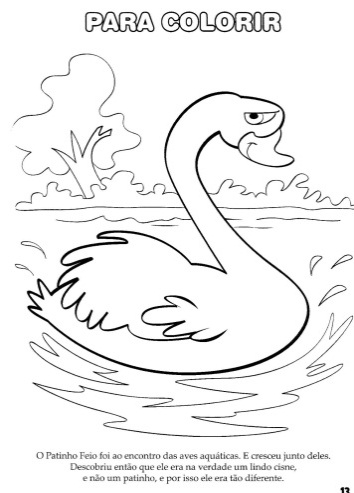 PARA COLORIR
O Patinho Feio foi ao encontro das aves aquáticas. E cresceu junto deles.
Descobriu então que ele era na verdade um lindo cisne,
e não um patinho, e por isso ele era tão diferente.
13